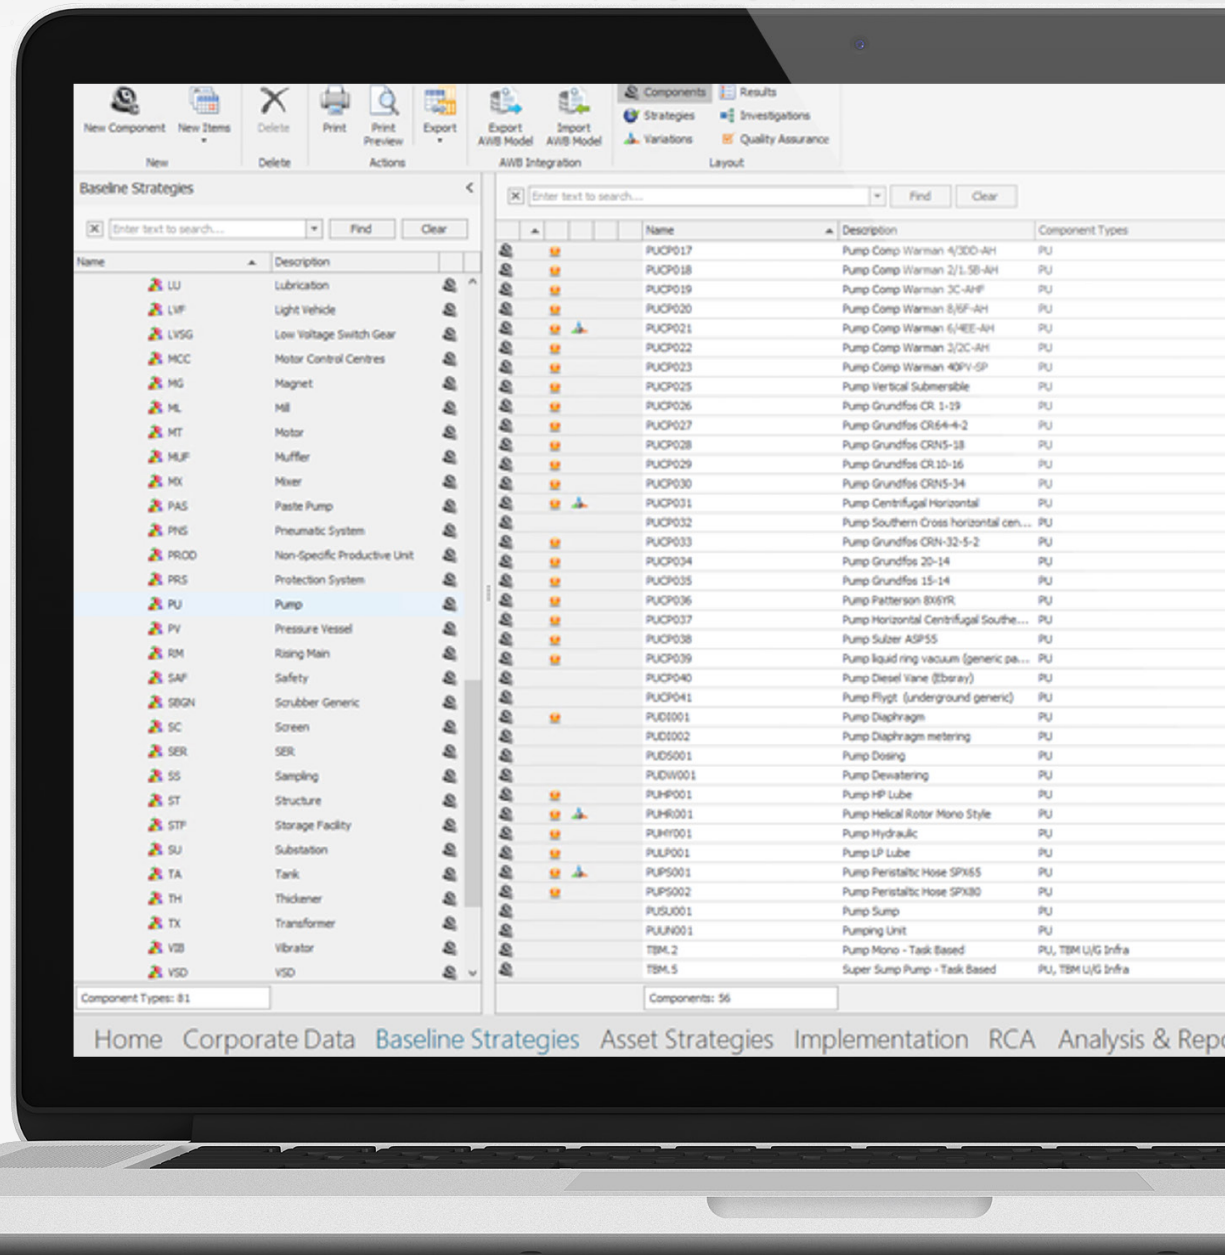 New Component New Items Delete Print Print Preview Export Export AWB Model Import AWB Model
Components Results
Strategies Investigations
Variations Quality Assurance
New Delete Actions AWB Integration Layout
Baseline Strategies
Enter text to search... Find Clear
Name Description
LU Lubrication
LVF Light Vehicle
LVSG Low Voltage Switch Gear
MCC Motor Control Centres
MG Magnet
ML Mill
MT Motor
MUF Muffler
MX Mixer
PAS Paste Pump
PNS Pneumatic System
PROD Non-Specific Productive Unit
PRS Protection System
PU Pump
PV Pressure Vessel
RM Rising Main
SAF Safety
SBGN Scrubber Generic
SC Screen
SER SER
SS Sampling
ST Structure
STF Storage Facility
SU Substation
TA Tank
TH Thickener
TX Transformer
VIB Vibrator
VSD VSD
Component Types: 81
Enter text to search... Find Clear
Name Description Component Types
PUCP017 Pump Comp Warman 4/3DD-AH PU
PUCP018 Pump Comp Warman 2/1.5B-AH PU
PUCP019 Pump Comp Warman 3C-AHF PU
PUCP020 Pump Comp Warman 8/6F-AH PU
PUCP021 Pump Comp Warman 6/4EE-AH PU
PUCP022 Pump Comp Warman 3/2C-AH PU
PUCP023 Pump Comp Warman 40PV-SP PU
PUCP025 Pump Vertical Submersible PU
PUCP026 Pump Grundfos CR 1-19 PU
PUCP027 Pump Grundfos CR64-4-2 PU
PUCP028 Pump Grundfos CRN5-18 PU
PUCP029 Pump Grundfos CR10-16 PU
PUCP030 Pump Grundfos CRN5-34 PU
PUCP031 Pump Centrifugal Horizontal PU
PUCP032 Pump Southern Cross horizontal cen... PU
PUCP033 Pump Grundfos CRN-32-5-2 PU
PUCP034 Pump Grundfos 20-14 PU
PUCP035 Pump Grundfos 15-14 PU
PUCP036 Pump Patterson 8X6YR PU
PUCP037 Pump Horizontal Centrifugal Southe... PU
PUCP038 Pump Sulzer ASP55 PU
PUCP039 Pump liquid ring vacuum (generic pa... PU
PUCP040 Pump Diesel Vane (Ebsray) PU
PUCP041 Pump Flygt (underground generic) PU
PUDI001 Pump Diaphragm PU
PUDI002 Pump Diaphragm metering PU
PUDS001 Pump Dosing PU
PUDW001 Pump Dewatering PU
PUHP001 Pump HP Lube PU
PUHR001 Pump Helical Rotor Mono Style PU
PUHY001 Pump Hydraulic PU
PULP001 Pump LP Lube PU
PUPS001 Pump Peristaltic Hose SPX65 PU
PUPS002 Pump Peristaltic Hose SPX80 PU
PUSU001 Pump Sump PU
PUUN001 Pumping Unit PU
TBM.2 Pump Mono - Task Based PU, TBM U/G Infra
TBM.5 Super Sump Pump - Task Based PU, TBM U/G Infra
Components: 56
Home Corporate Data Baseline Strategies Asset Strategies Implementation RCA Analysis & Repo